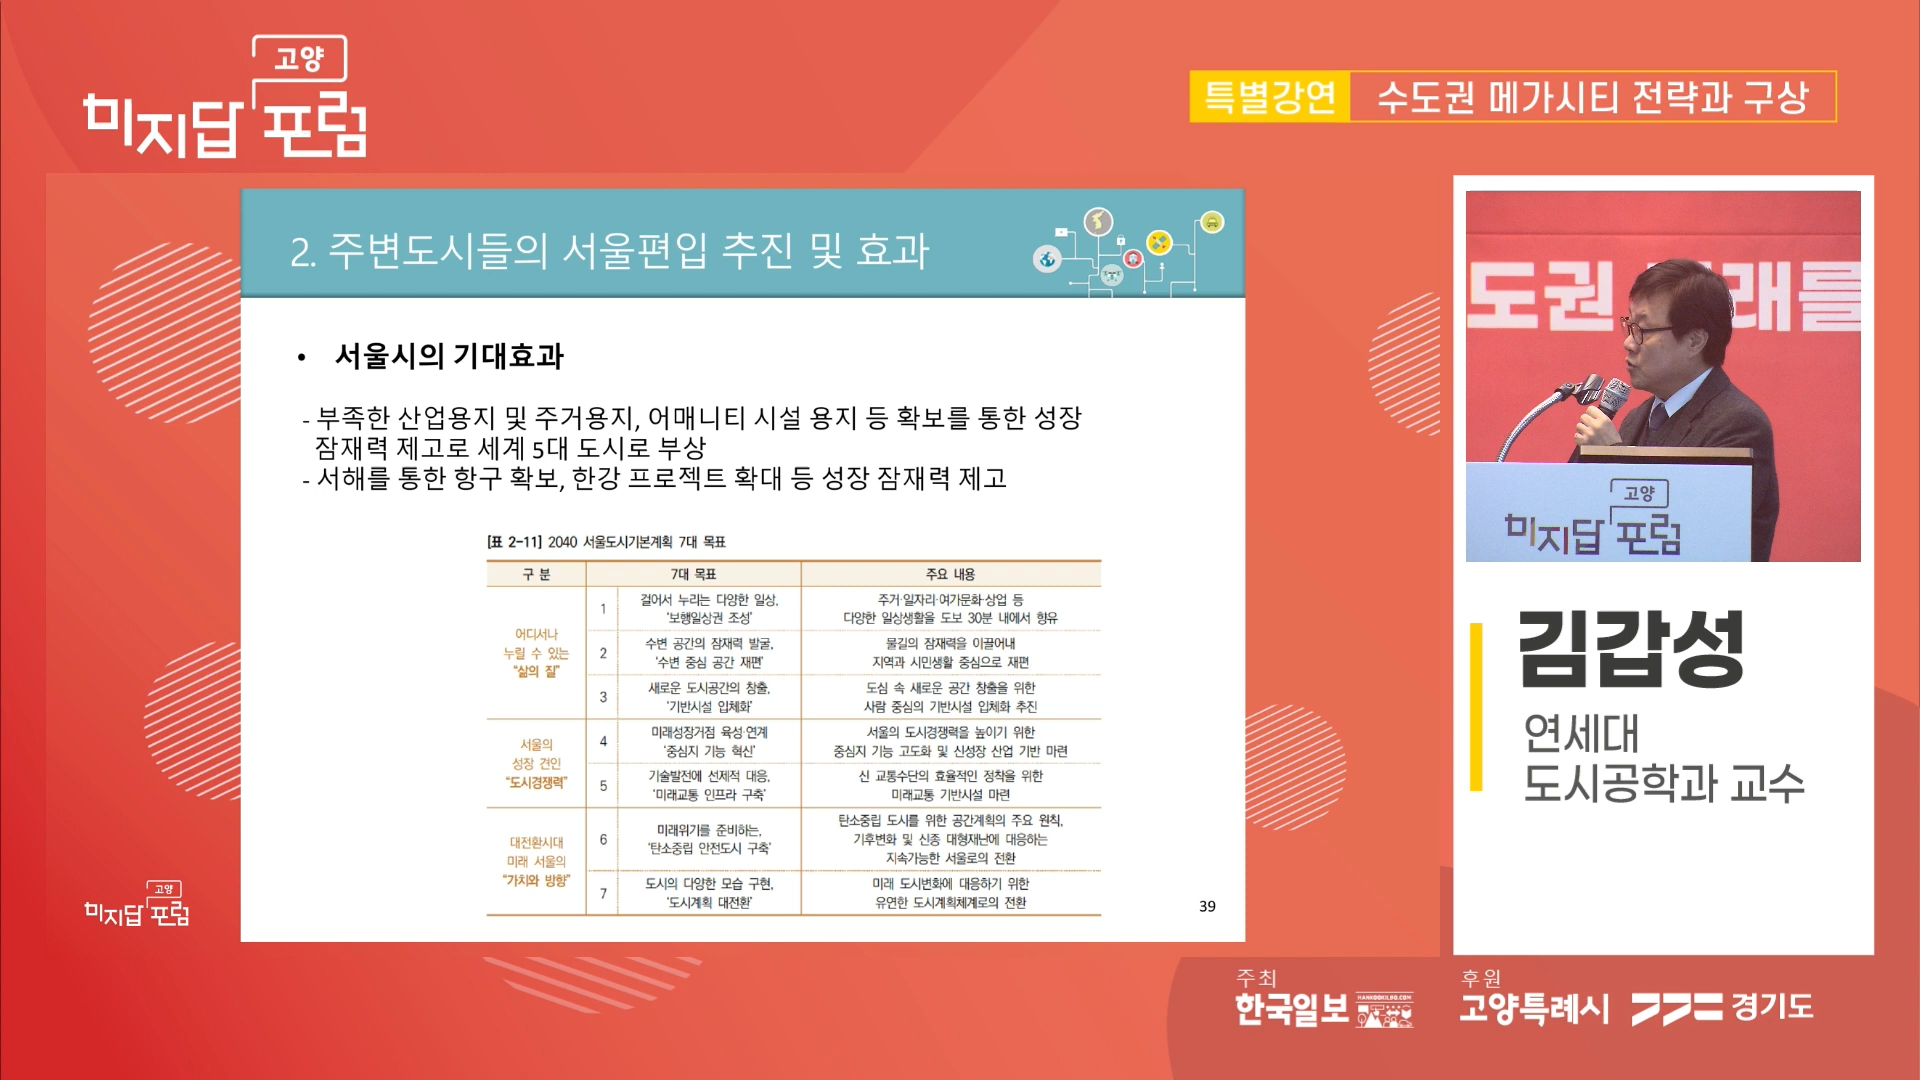 고양
미지답 포럼
특별강연 수도권 메가시티 전략과 구상
2. 주변도시들의 서울편입 추진 및 효과
• 서울시의 기대효과
- 부족한 산업용지 및 주거용지, 어매니티 시설 용지 등 확보를 통한 성장
잠재력 제고로 세계 5대 도시로 부상
- 서해를 통한 항구 확보, 한강 프로젝트 확대 등 성장 잠재력 제고
[표 2-11] 2040 서울도시기본계획 7대 목표
구 분 7대 목표 주요 내용
어디서나
누릴 수 있는
“삶의 질”
1 걸어서 누리는 다양한 일상,
‘보행일상권 조성’
주거·일자리·여가문화·상업 등
다양한 일상생활을 도보 30분 내에서 향유
2 수변 공간의 잠재력 발굴,
‘수변 중심 공간 재편’
물길의 잠재력을 이끌어내
지역과 시민생활 중심으로 재편
3 새로운 도시공간의 창출,
‘기반시설 입체화’
도심 속 새로운 공간 창출을 위한
사람 중심의 기반시설 입체화 추진
서울의
성장 견인
“도시경쟁력”
4 미래성장거점 육성·연계
‘중심지 기능 혁신’
서울의 도시경쟁력을 높이기 위한
중심지 기능 고도화 및 신성장 산업 기반 마련
5 기술발전에 선제적 대응,
‘미래교통 인프라 구축’
신 교통수단의 효율적인 정착을 위한
미래교통 기반시설 마련
대전환시대
미래 서울의
“가치와 방향”
6 미래위기를 준비하는,
‘탄소중립 안전도시 구축’
탄소중립 도시를 위한 공간계획의 주요 원칙,
기후변화 및 신종 대형재난에 대응하는
지속가능한 서울로의 전환
7 도시의 다양한 모습 구현,
‘도시계획 대전환’
미래 도시변화에 대응하기 위한
유연한 도시계획체계로의 전환
39
도권 래를
고양
미지답 포럼
김갑성
연세대
도시공학과 교수
고양
미지답 포럼
주최
한국일보 HANKOOKILBO.COM
후원
고양특례시 경기도